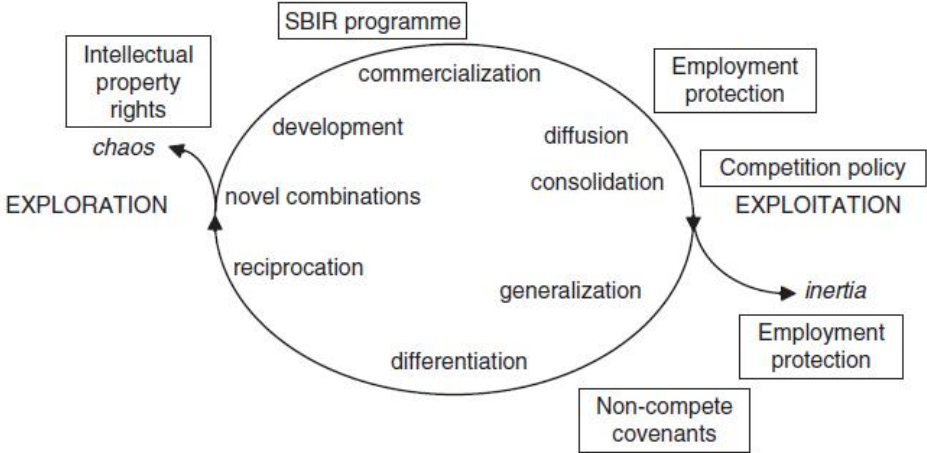 SBIR programme
Intellectual
property
rights
commercialization
Employment
protection
development
diffusion
chaos
consolidation
Competition policy
EXPLORATION
novel combinations
EXPLOITATION
reciprocation
generalization
inertia
Employment
protection
differentiation
Non-compete
covenants